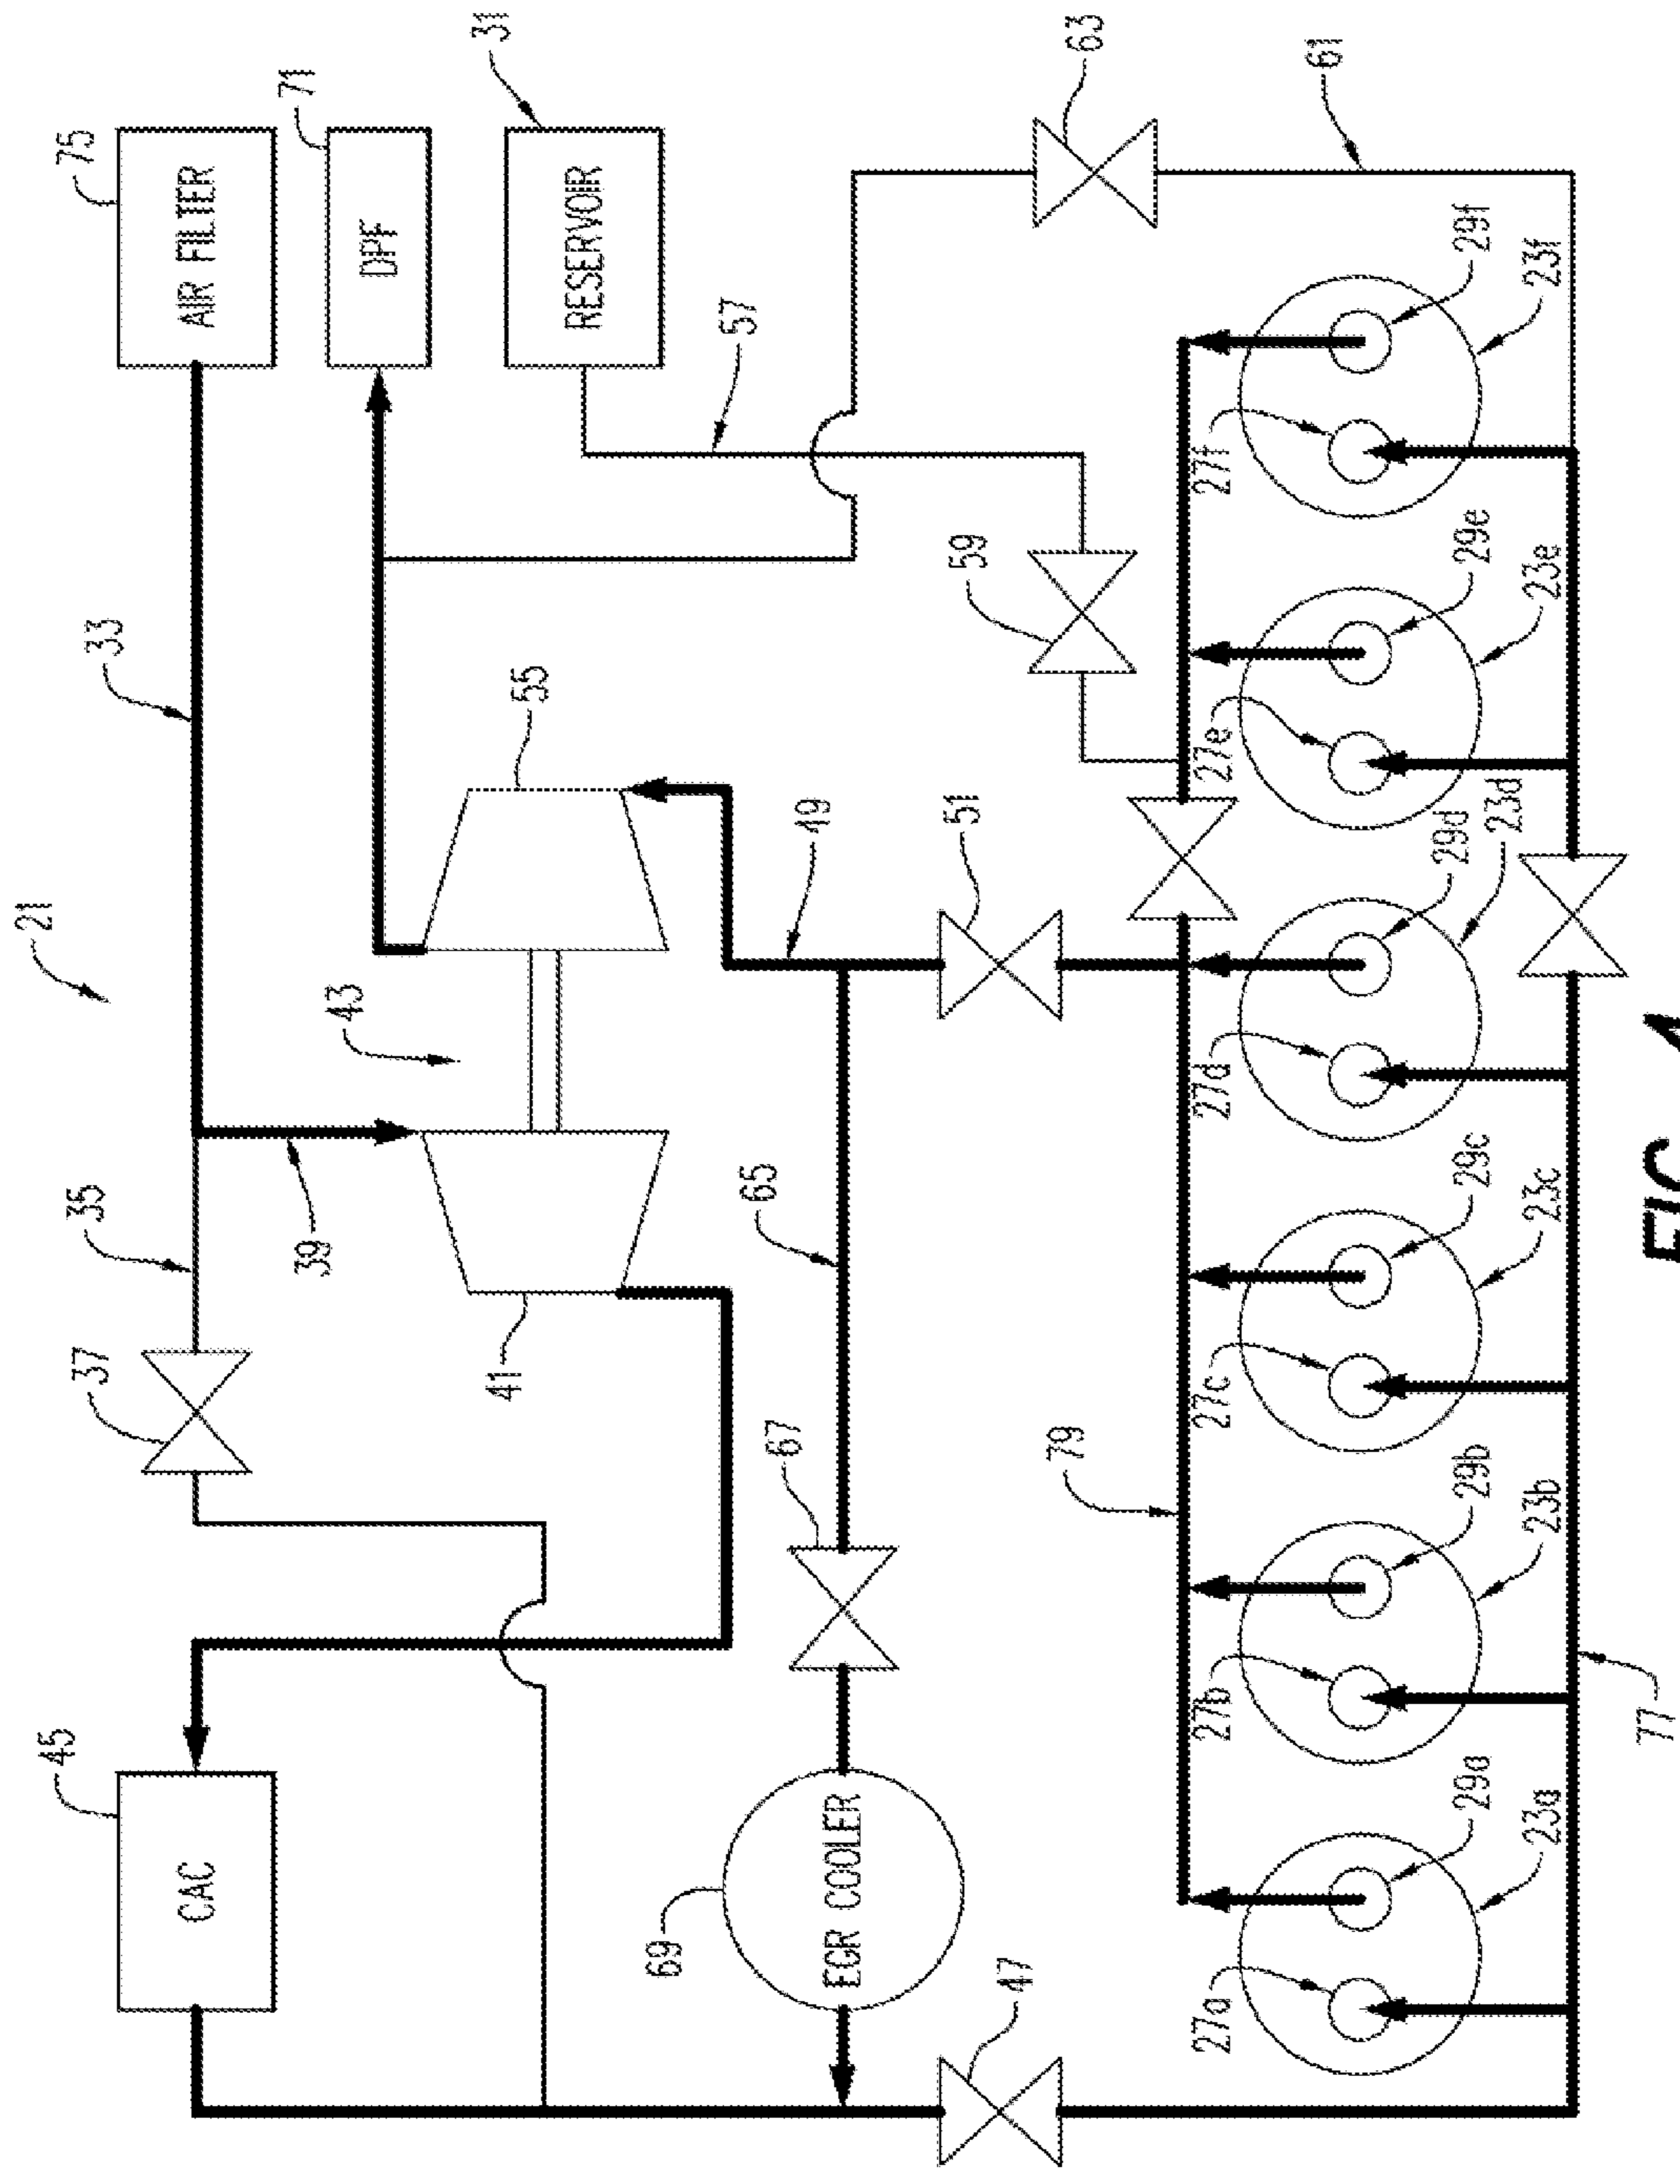 21
45
37
35
33
75
CAC
AIR FILTER
39
71
43
DPF
41
55
31
RESERVOIR
69
67
65
57
49
EGR COOLER
51
59
47
79
63
27a
27b
27c
27d
27e
27f
61
29a
29b
29c
29d
29e
29f
23a
23b
23c
23d
23e
23f
77
FIG. 4